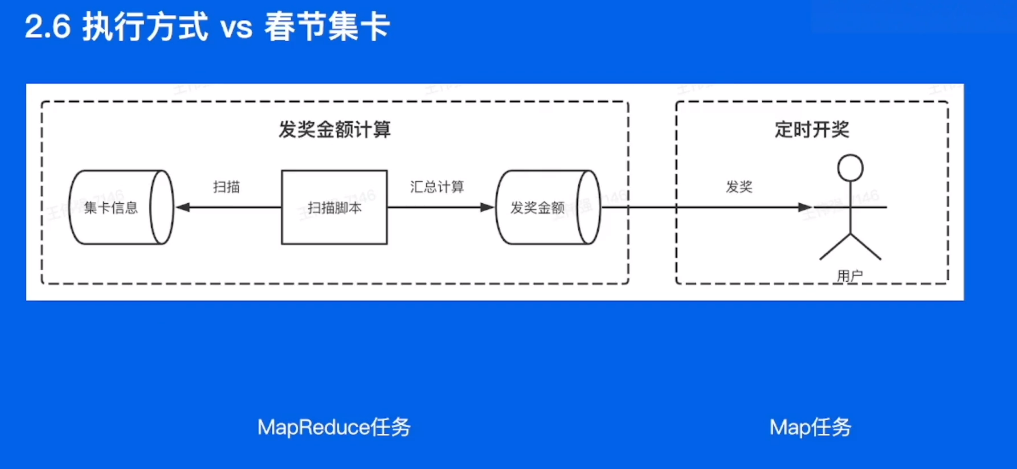 2.6 执行方式 vs 春节集卡
发奖金额计算
定时开奖
集卡信息
扫描
扫描脚本
汇总计算
发奖金额
发奖
用户
MapReduce任务
Map任务